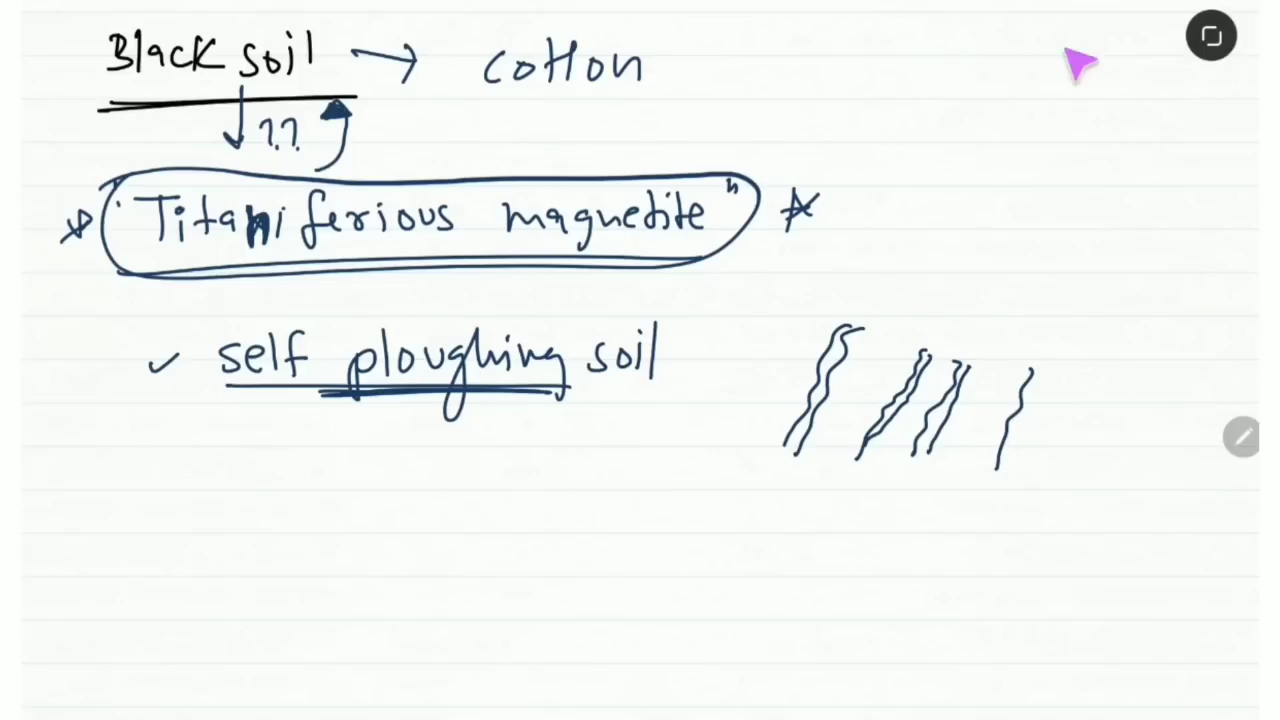 Black soil → cotton
↓ ??
"Titaniferious magnetite"
✓ self ploughing soil